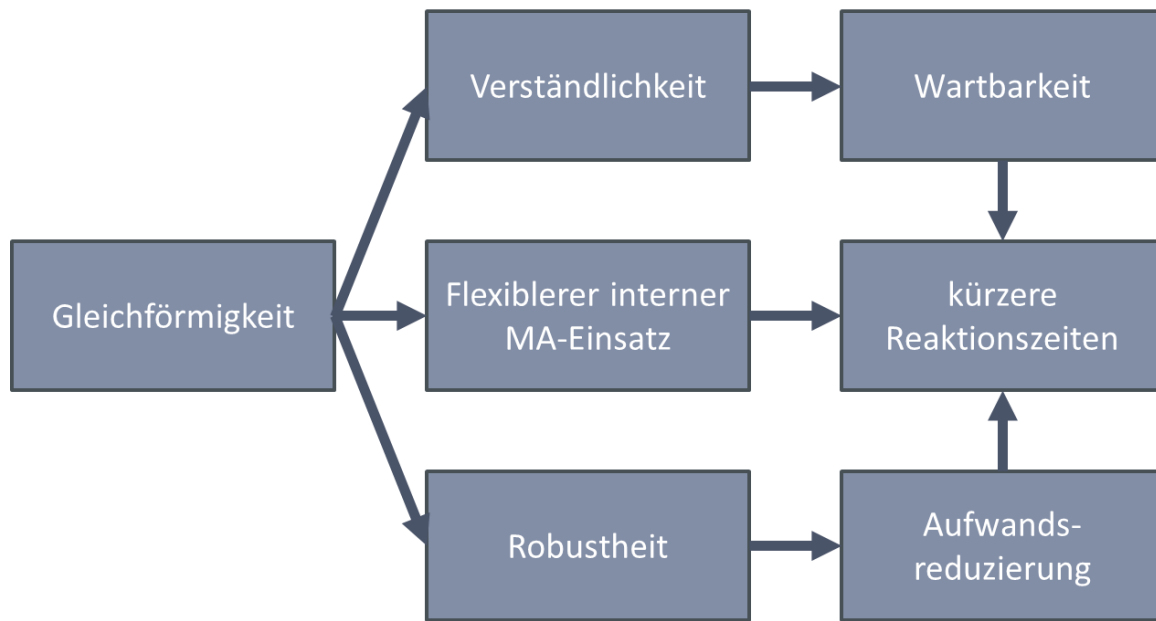 Verständlichkeit
Wartbarkeit
Gleichförmigkeit
Flexiblerer interner
MA-Einsatz
kürzere
Reaktionszeiten
Robustheit
Aufwands-
reduzierung